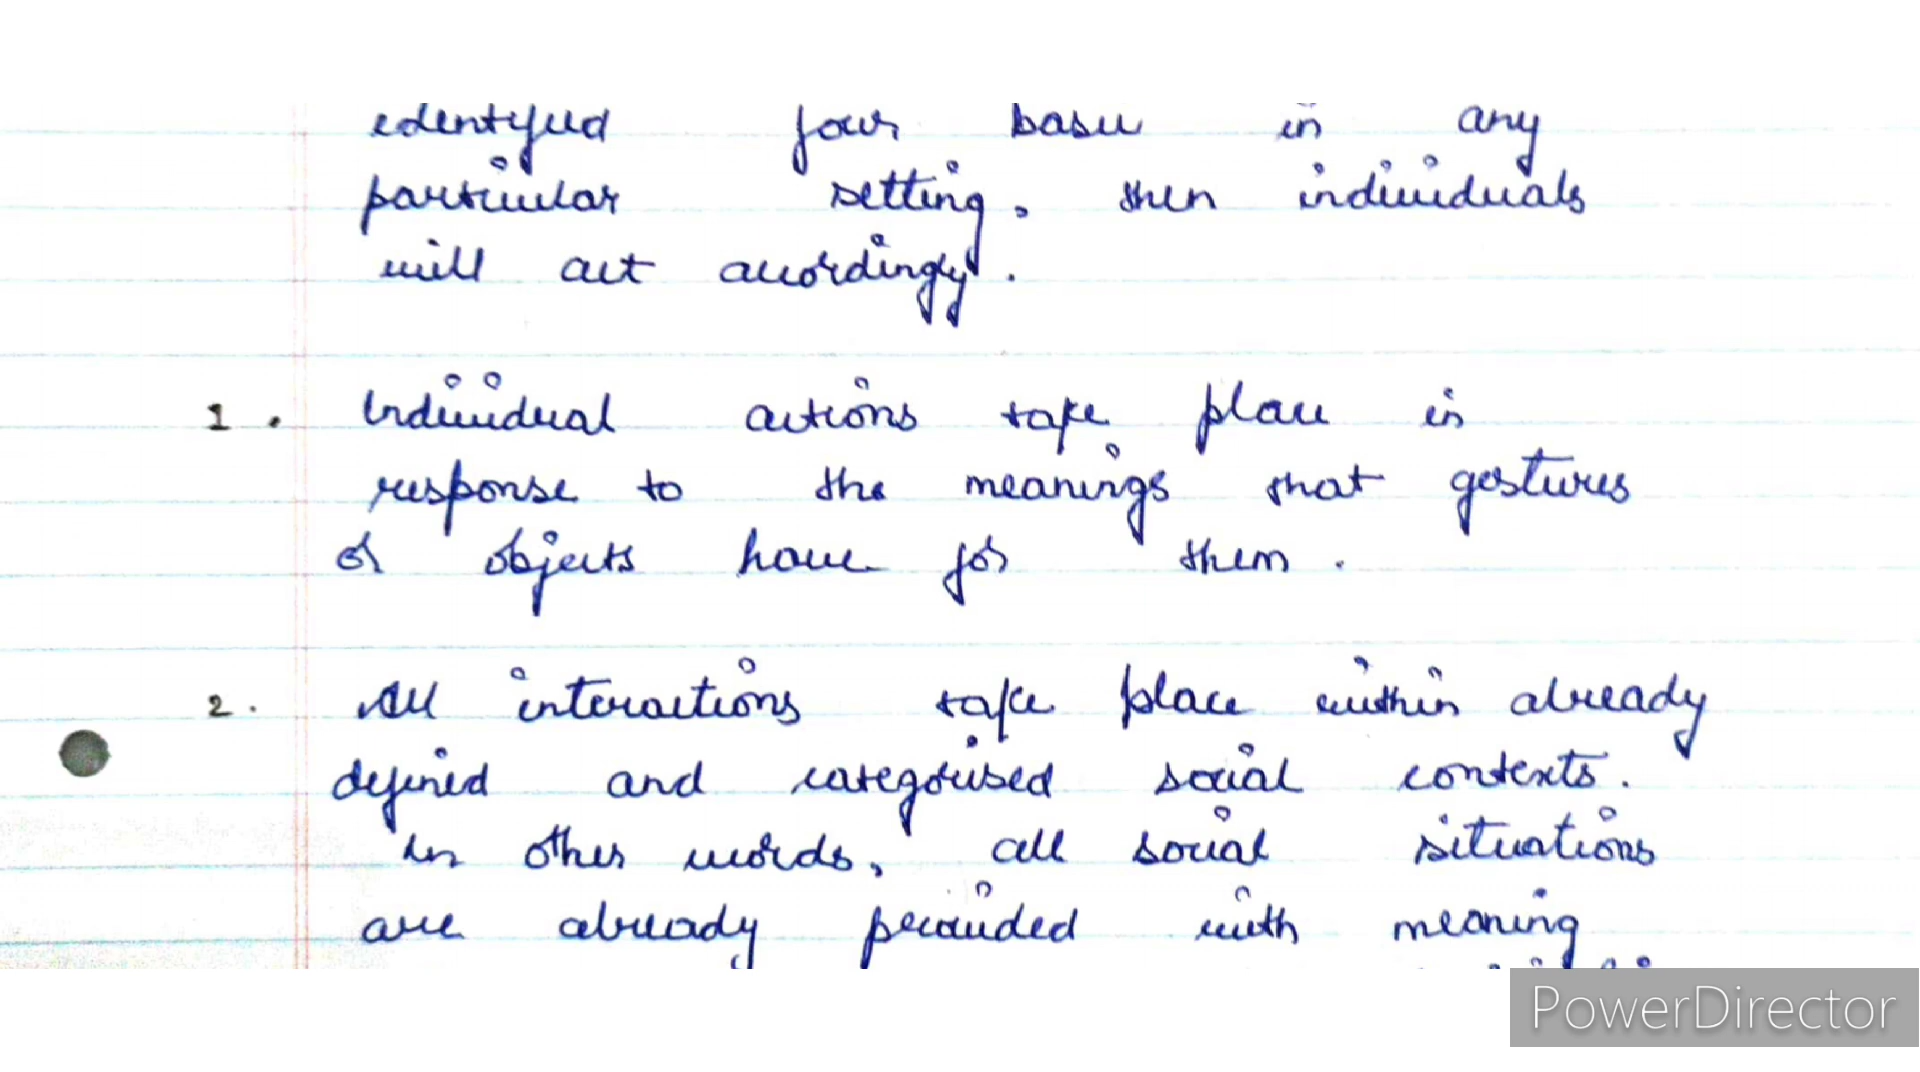 identified four basic in any
particular setting, then individuals
will act accordingly.
1. Individual actions take place in
response to the meanings that gestures
or objects have for them.
2. All interactions take place within already
defined and categorised social contexts.
In other words, all social situations
are already provided with meaning
PowerDirector